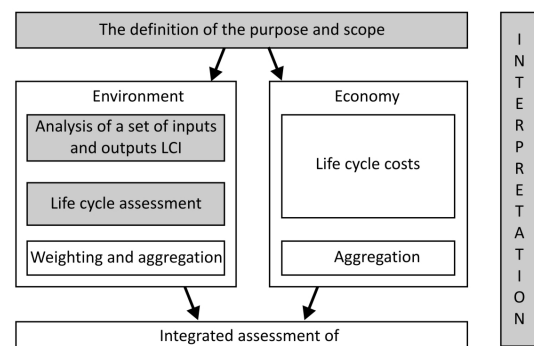 The definition of the purpose and scope
Environment
Analysis of a set of inputs
and outputs LCI
Life cycle assessment
Weighting and aggregation
Economy
Life cycle costs
Aggregation
Integrated assessment of
I
N
T
E
R
P
R
E
T
A
T
I
O
N